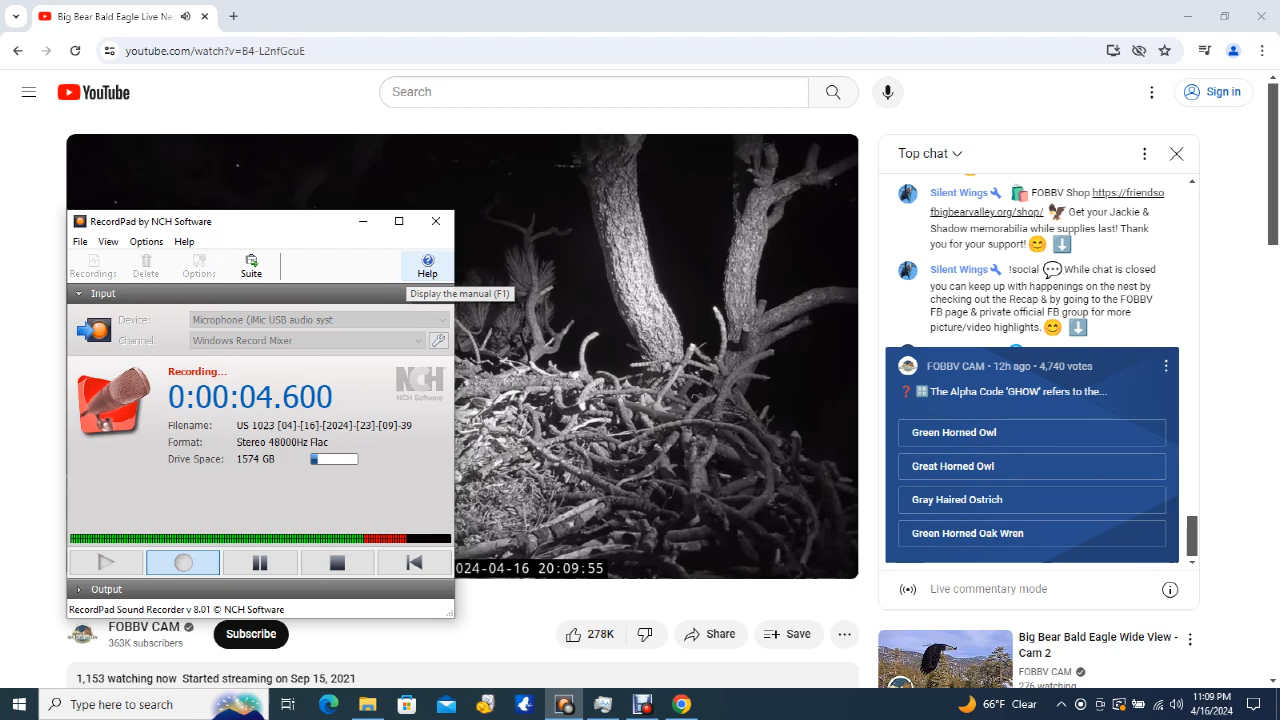 Big Bear Bald Eagle Live Ne
youtube.com/watch?v=B4-L2nfGcuE
YouTube
Search
Sign in
Top chat
Silent Wings FOBBV Shop https://friendso
fbigbearvalley.org/shop/ Get your Jackie &
Shadow memorabilia while supplies last! Thank
you for your support!
Silent Wings !social While chat is closed
you can keep up with happenings on the nest by
checking out the Recap & by going to the FOBBV
FB page & private official FB group for more
picture/video highlights.
FOBBV CAM • 12h ago • 4,740 votes
The Alpha Code 'GHOW' refers to the...
Green Horned Owl
Great Horned Owl
Gray Haired Ostrich
Green Horned Oak Wren
Live commentary mode
RecordPad by NCH Software
File View Options Help
Recordings Delete Options Suite Help
Input
Display the manual (F1)
Device: Microphone (iMic USB audio syst
Channel: Windows Record Mixer
Recording...
0:00:04.600
NCH
NCH Software
Filename: US 1023 [04]-[16]-[2024]-[23]-[09]-39
Format: Stereo 48000Hz Flac
Drive Space: 1574 GB
Output
RecordPad Sound Recorder v 8.01 © NCH Software
024-04-16 20:09:55
FOBBV CAM
363K subscribers
Subscribe
278K
Share
Save
1,153 watching now Started streaming on Sep 15, 2021
Big Bear Bald Eagle Wide View -
Cam 2
FOBBV CAM
276 watching
Type here to search
66°F Clear
11:09 PM
4/16/2024